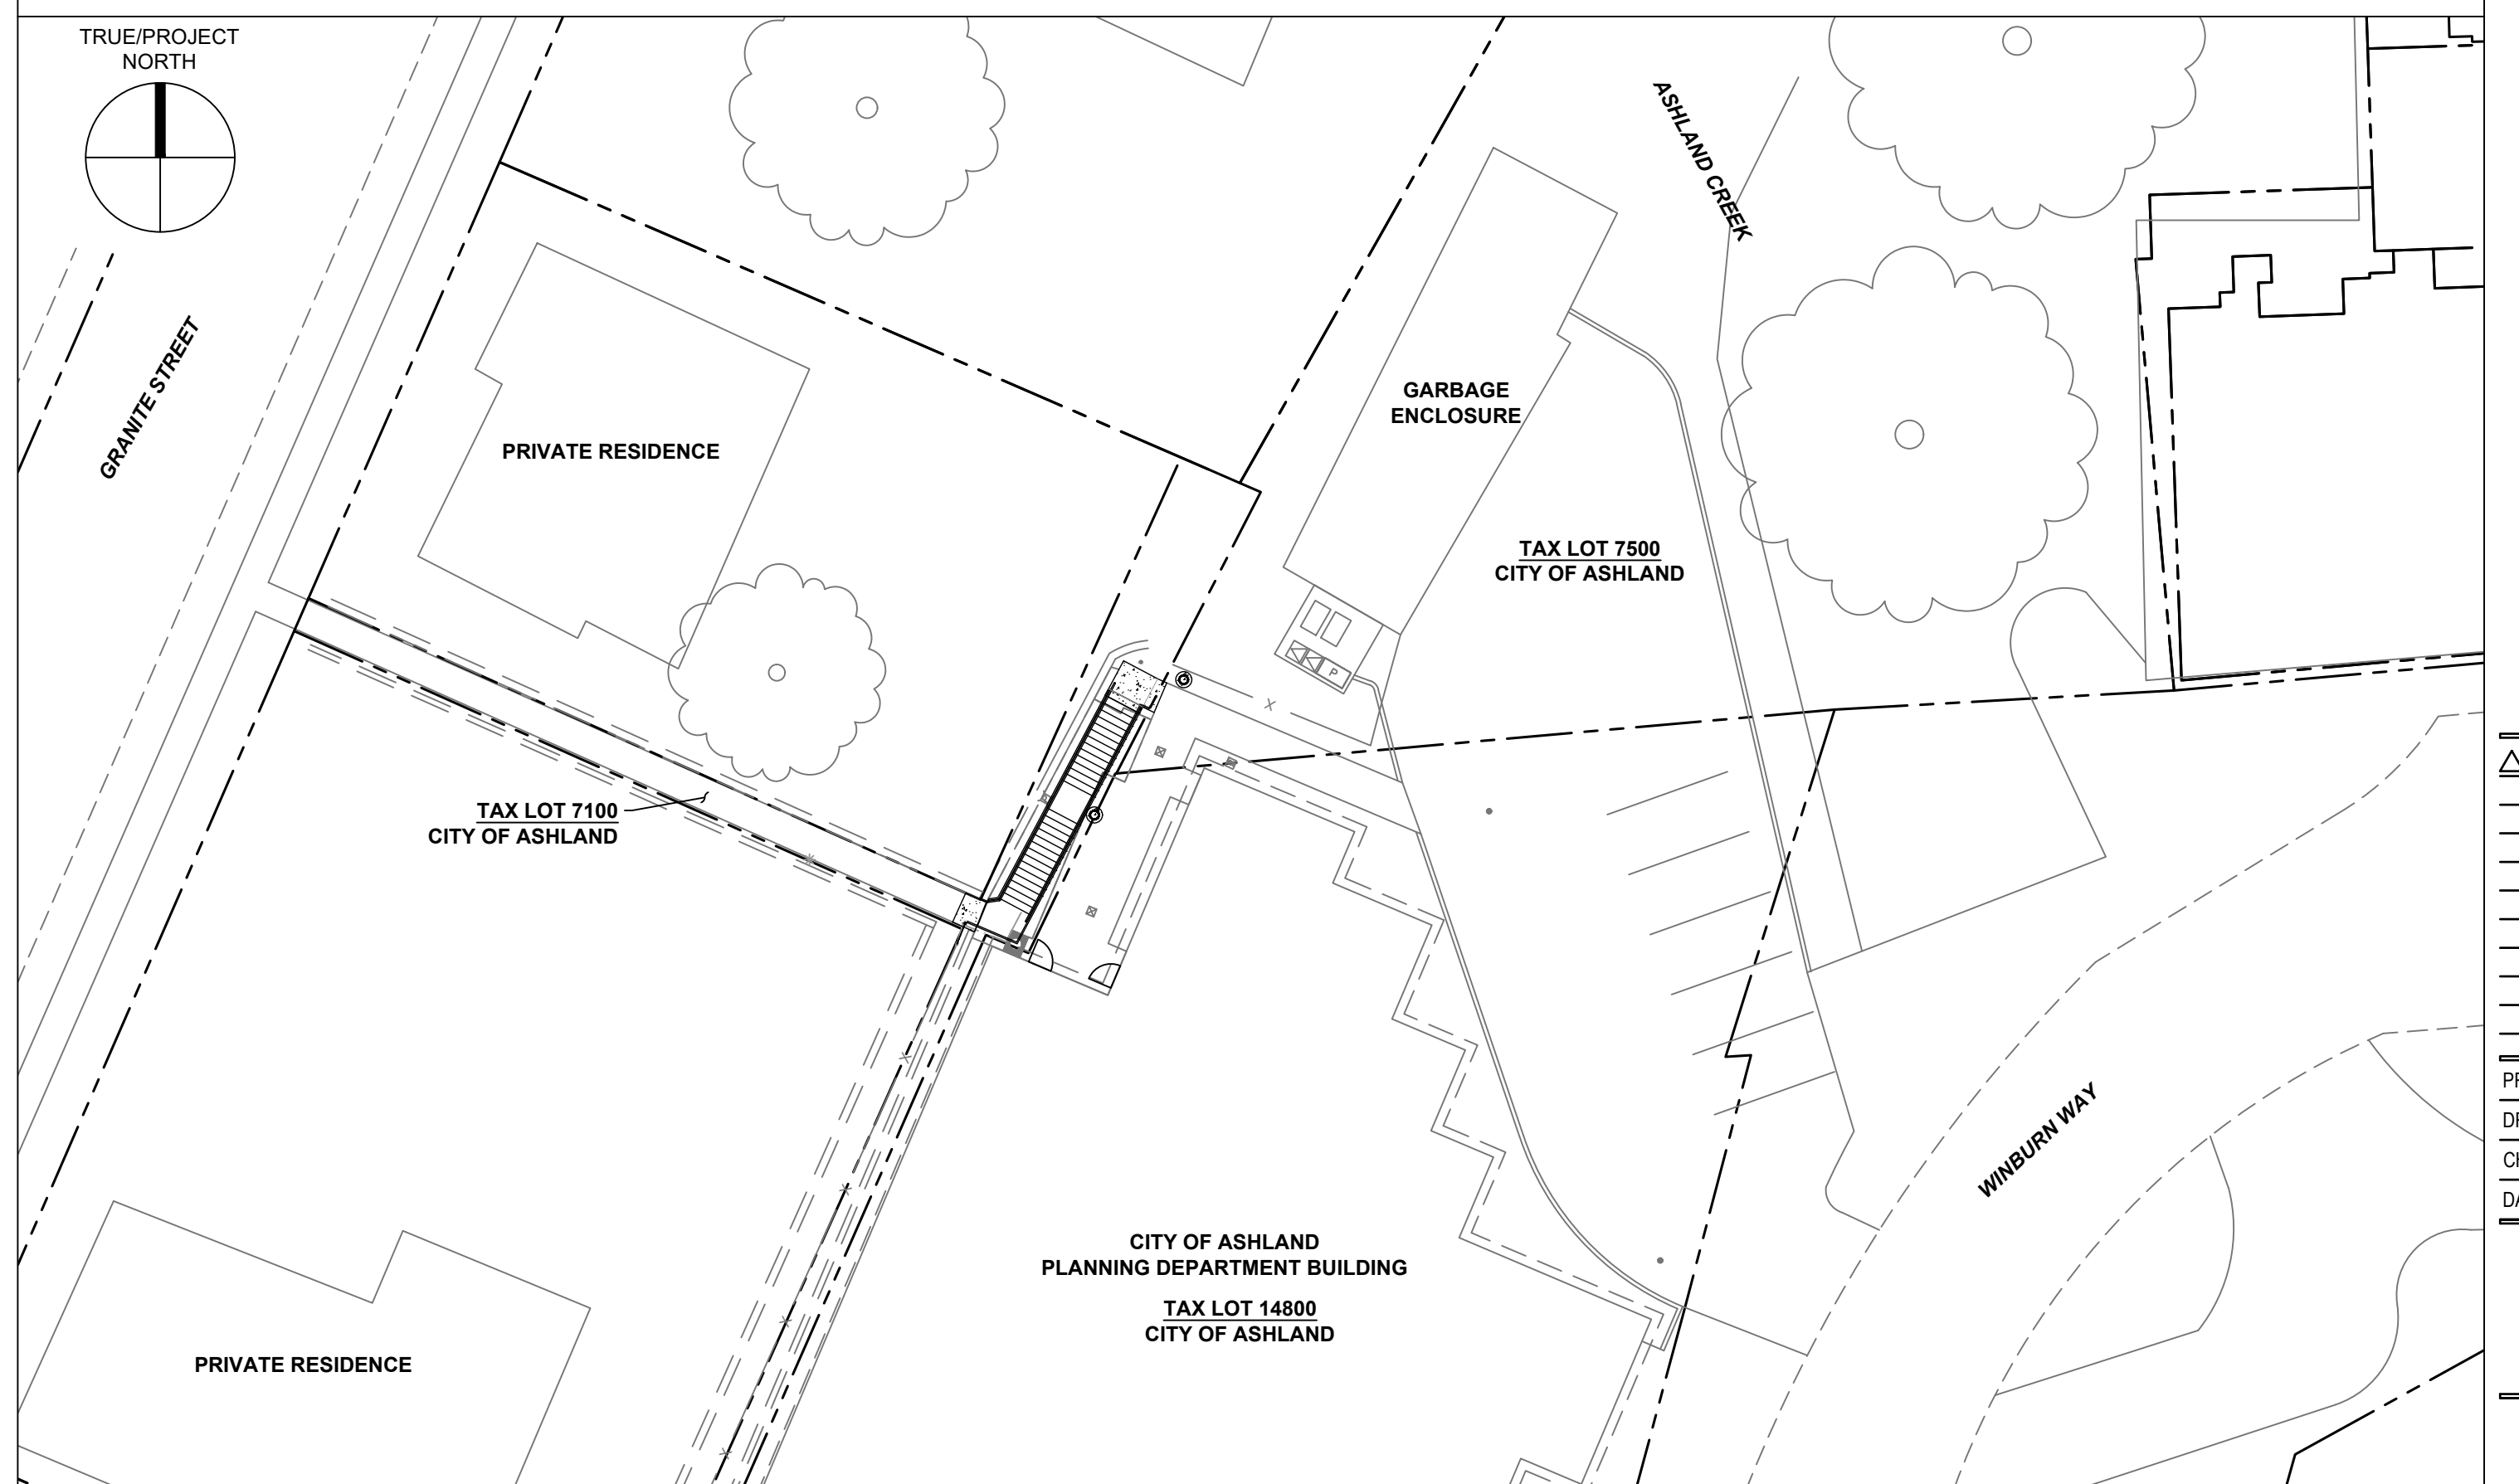 TRUE/PROJECT
NORTH
ASHLAND CREEK
GRANITE STREET
GARBAGE
ENCLOSURE
PRIVATE RESIDENCE
TAX LOT 7500
CITY OF ASHLAND
P
TAX LOT 7100
CITY OF ASHLAND
WINBURN WAY
CITY OF ASHLAND
PLANNING DEPARTMENT BUILDING
TAX LOT 14800
CITY OF ASHLAND
PRIVATE RESIDENCE